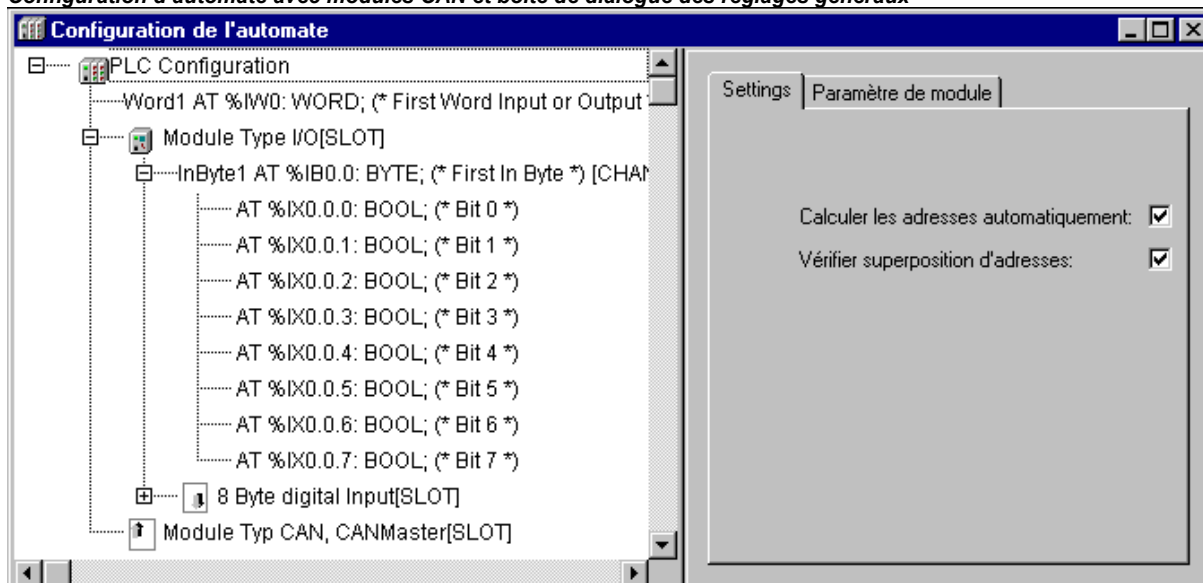 Configuration d'automate avec modules CAN et boîte de dialogue des réglages généraux
Configuration de l'automate
PLC Configuration
Word1 AT %IW0: WORD; (* First Word Input or Output
Module Type I/O[SLOT]
InByte1 AT %IB0.0: BYTE; (* First In Byte *) [CHAN
AT %IX0.0.0: BOOL; (* Bit 0 *)
AT %IX0.0.1: BOOL; (* Bit 1 *)
AT %IX0.0.2: BOOL; (* Bit 2 *)
AT %IX0.0.3: BOOL; (* Bit 3 *)
AT %IX0.0.4: BOOL; (* Bit 4 *)
AT %IX0.0.5: BOOL; (* Bit 5 *)
AT %IX0.0.6: BOOL; (* Bit 6 *)
AT %IX0.0.7: BOOL; (* Bit 7 *)
8 Byte digital Input[SLOT]
Module Typ CAN, CANMaster[SLOT]
Settings
Paramètre de module
Calculer les adresses automatiquement:
Vérifier superposition d'adresses: